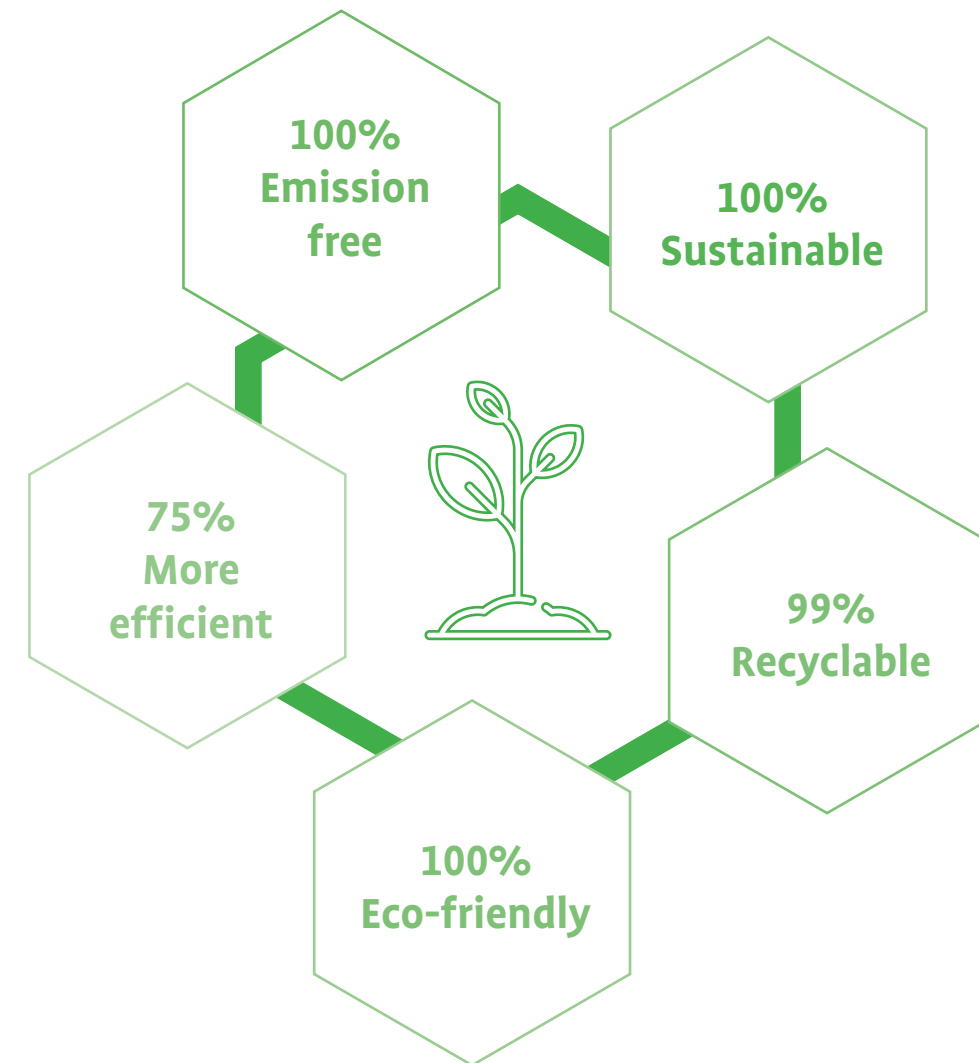 100%
Emission
free
100%
Sustainable
75%
More
efficient
99%
Recyclable
100%
Eco-friendly